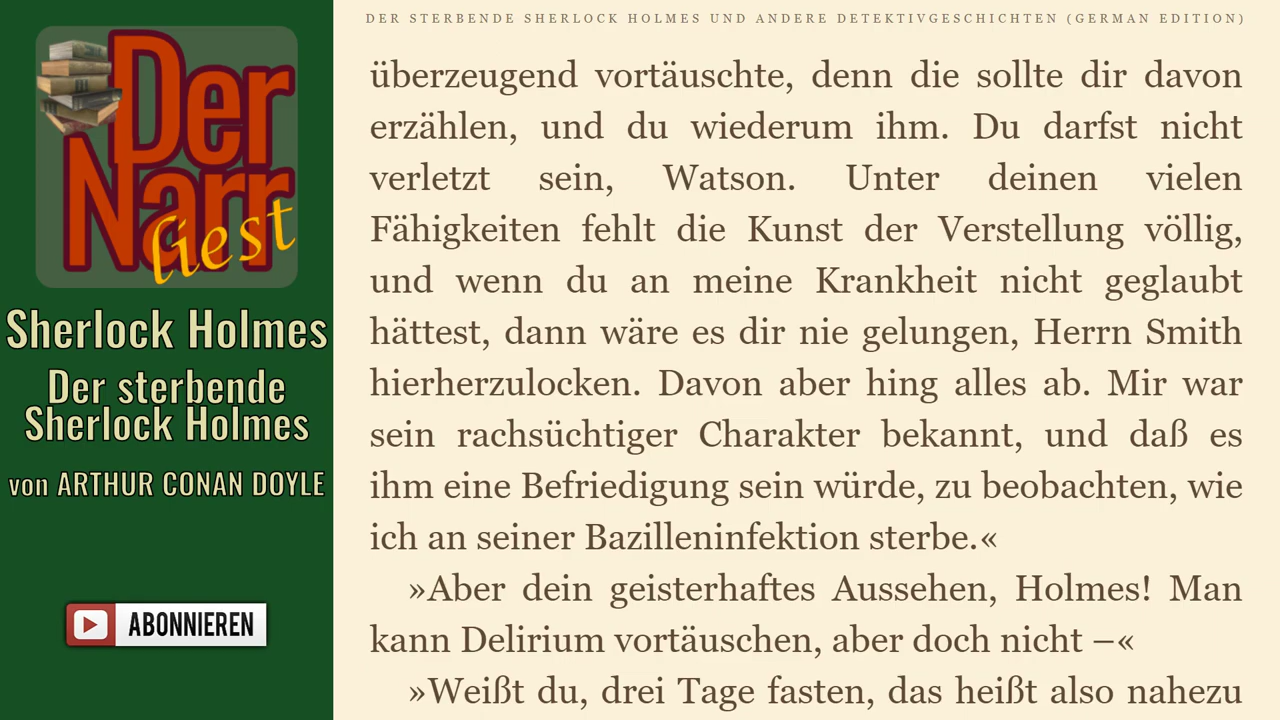 Der
Narr
liest
Sherlock Holmes
Der sterbende
Sherlock Holmes
von ARTHUR CONAN DOYLE
ABONNIEREN
DER STERBENDE SHERLOCK HOLMES UND ANDERE DETEKTIVGESCHICHTEN (GERMAN EDITION)
überzeugend vortäuschte, denn die sollte dir davon
erzählen, und du wiederum ihm. Du darfst nicht
verletzt sein, Watson. Unter deinen vielen
Fähigkeiten fehlt die Kunst der Verstellung völlig,
und wenn du an meine Krankheit nicht geglaubt
hättest, dann wäre es dir nie gelungen, Herrn Smith
hierherzulocken. Davon aber hing alles ab. Mir war
sein rachsüchtiger Charakter bekannt, und daß es
ihm eine Befriedigung sein würde, zu beobachten, wie
ich an seiner Bazilleninfektion sterbe.«
»Aber dein geisterhaftes Aussehen, Holmes! Man
kann Delirium vortäuschen, aber doch nicht –«
»Weißt du, drei Tage fasten, das heißt also nahezu